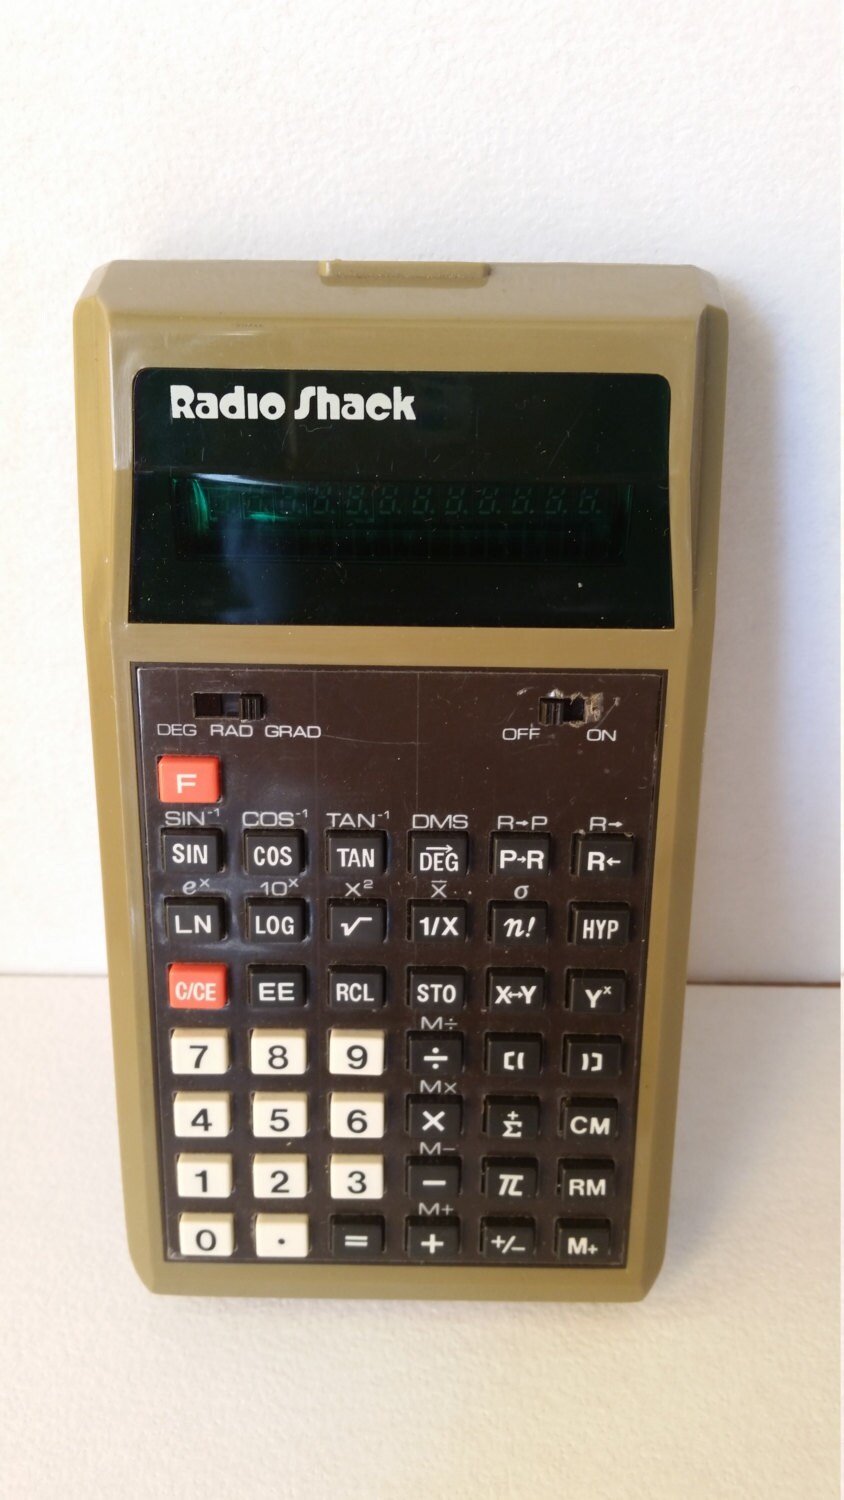 Radio Shack
DEG RAD GRAD OFF ON
F
SIN⁻¹ COS⁻¹ TAN⁻¹ DMS R→P R→
SIN COS TAN DEG P→R R←
eˣ 10ˣ X² X̅ σ
LN LOG √ 1/X n! HYP
C/CE EE RCL STO X↔Y Yˣ
M÷
7 8 9 ÷ [( )]
M×
4 5 6 × ±Σ CM
M−
1 2 3 − π RM
M+
0 . = + +/− M+